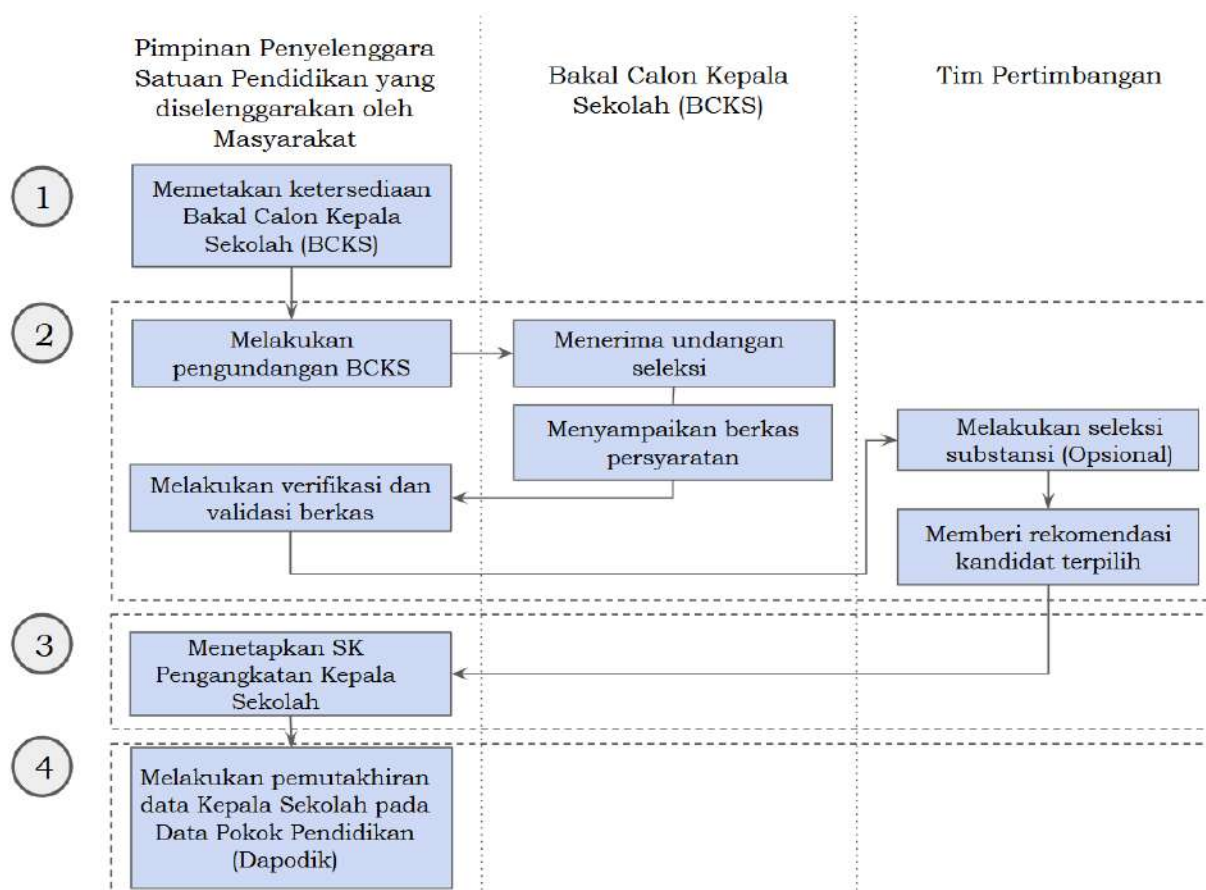 Pimpinan Penyelenggara
Satuan Pendidikan yang
diselenggarakan oleh
Masyarakat
Bakal Calon Kepala
Sekolah (BCKS)
Tim Pertimbangan
1
Memetakan ketersediaan
Bakal Calon Kepala
Sekolah (BCKS)
2
Melakukan
pengundangan BCKS
Menerima undangan
seleksi
Menyampaikan berkas
persyaratan
Melakukan verifikasi dan
validasi berkas
Melakukan seleksi
substansi (Opsional)
Memberi rekomendasi
kandidat terpilih
3
Menetapkan SK
Pengangkatan Kepala
Sekolah
4
Melakukan pemutakhiran
data Kepala Sekolah pada
Data Pokok Pendidikan
(Dapodik)